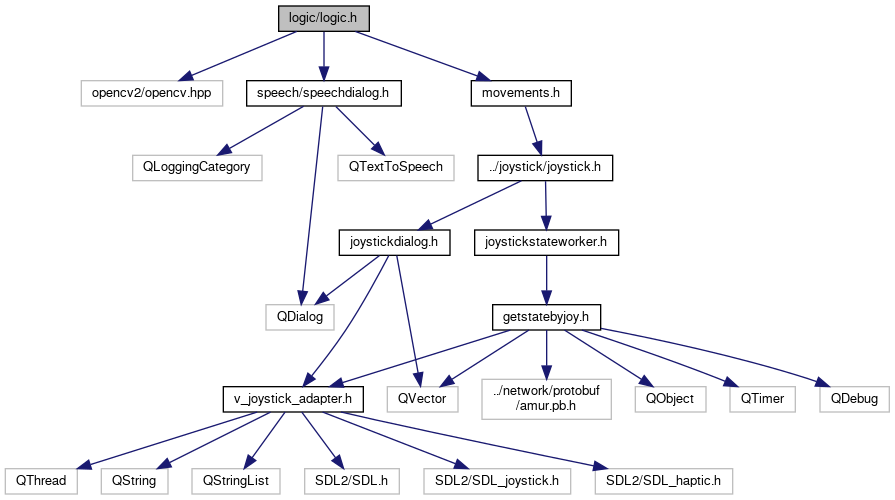 logic/logic.h
opencv2/opencv.hpp
speech/speechdialog.h
movements.h
QLoggingCategory
QTextToSpeech
../joystick/joystick.h
joystickdialog.h
joystickstateworker.h
QDialog
getstatebyjoy.h
v_joystick_adapter.h
QVector
../network/protobuf
/amur.pb.h
QObject
QTimer
QDebug
QThread
QString
QStringList
SDL2/SDL.h
SDL2/SDL_joystick.h
SDL2/SDL_haptic.h